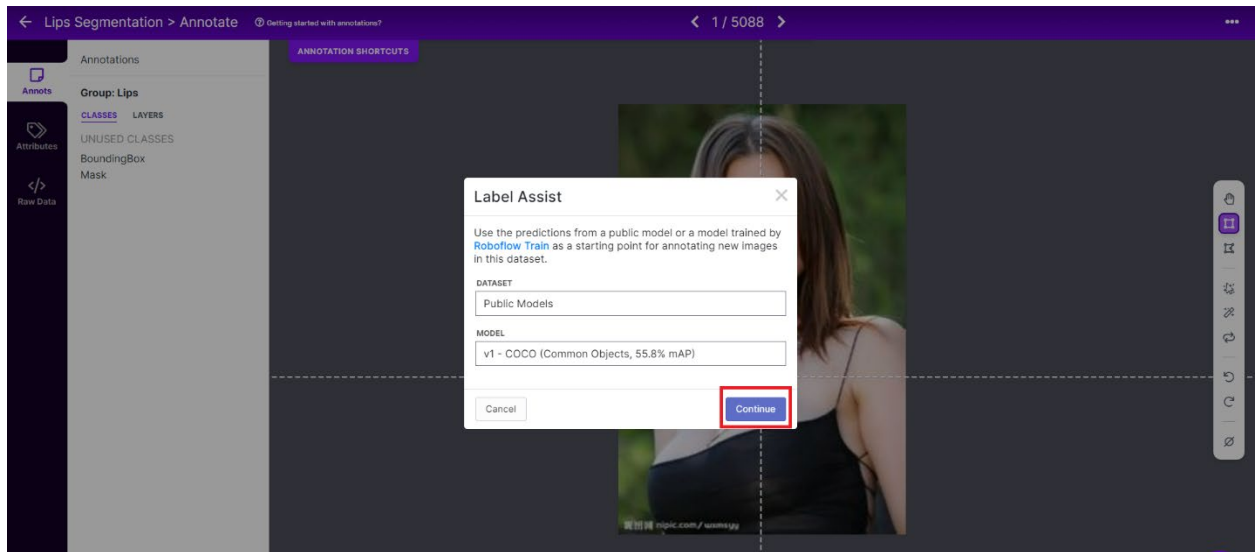 Lips Segmentation > Annotate
Getting started with annotations?
1 / 5088
Annots
Attributes
</>
Raw Data
Annotations
Group: Lips
CLASSES LAYERS
UNUSED CLASSES
BoundingBox
Mask
ANNOTATION SHORTCUTS
Label Assist
Use the predictions from a public model or a model trained by
Roboflow Train as a starting point for annotating new images
in this dataset.
DATASET
Public Models
MODEL
v1 - COCO (Common Objects, 55.8% mAP)
Cancel
Continue
nipic.com/